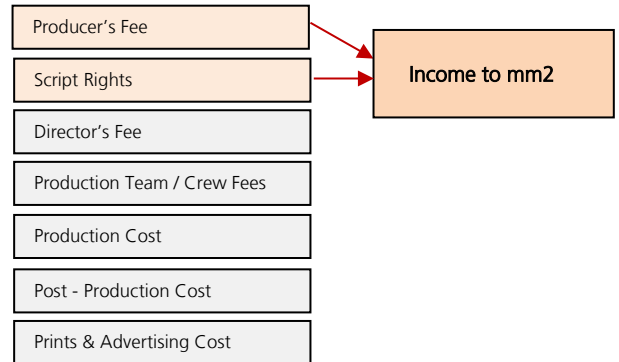 Producer’s Fee
Income to mm2
Script Rights
Director’s Fee
Production Team / Crew Fees
Production Cost
Post - Production Cost
Prints & Advertising Cost